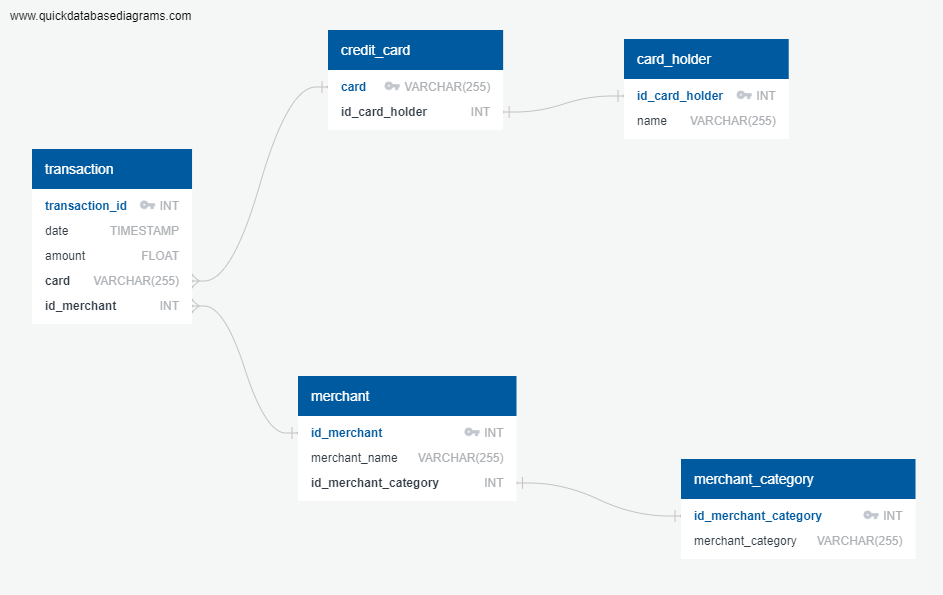 www.quickdatabasediagrams.com
credit_card
card VARCHAR(255)
id_card_holder INT
card_holder
id_card_holder INT
name VARCHAR(255)
transaction
transaction_id INT
date TIMESTAMP
amount FLOAT
card VARCHAR(255)
id_merchant INT
merchant
id_merchant INT
merchant_name VARCHAR(255)
id_merchant_category INT
merchant_category
id_merchant_category INT
merchant_category VARCHAR(255)